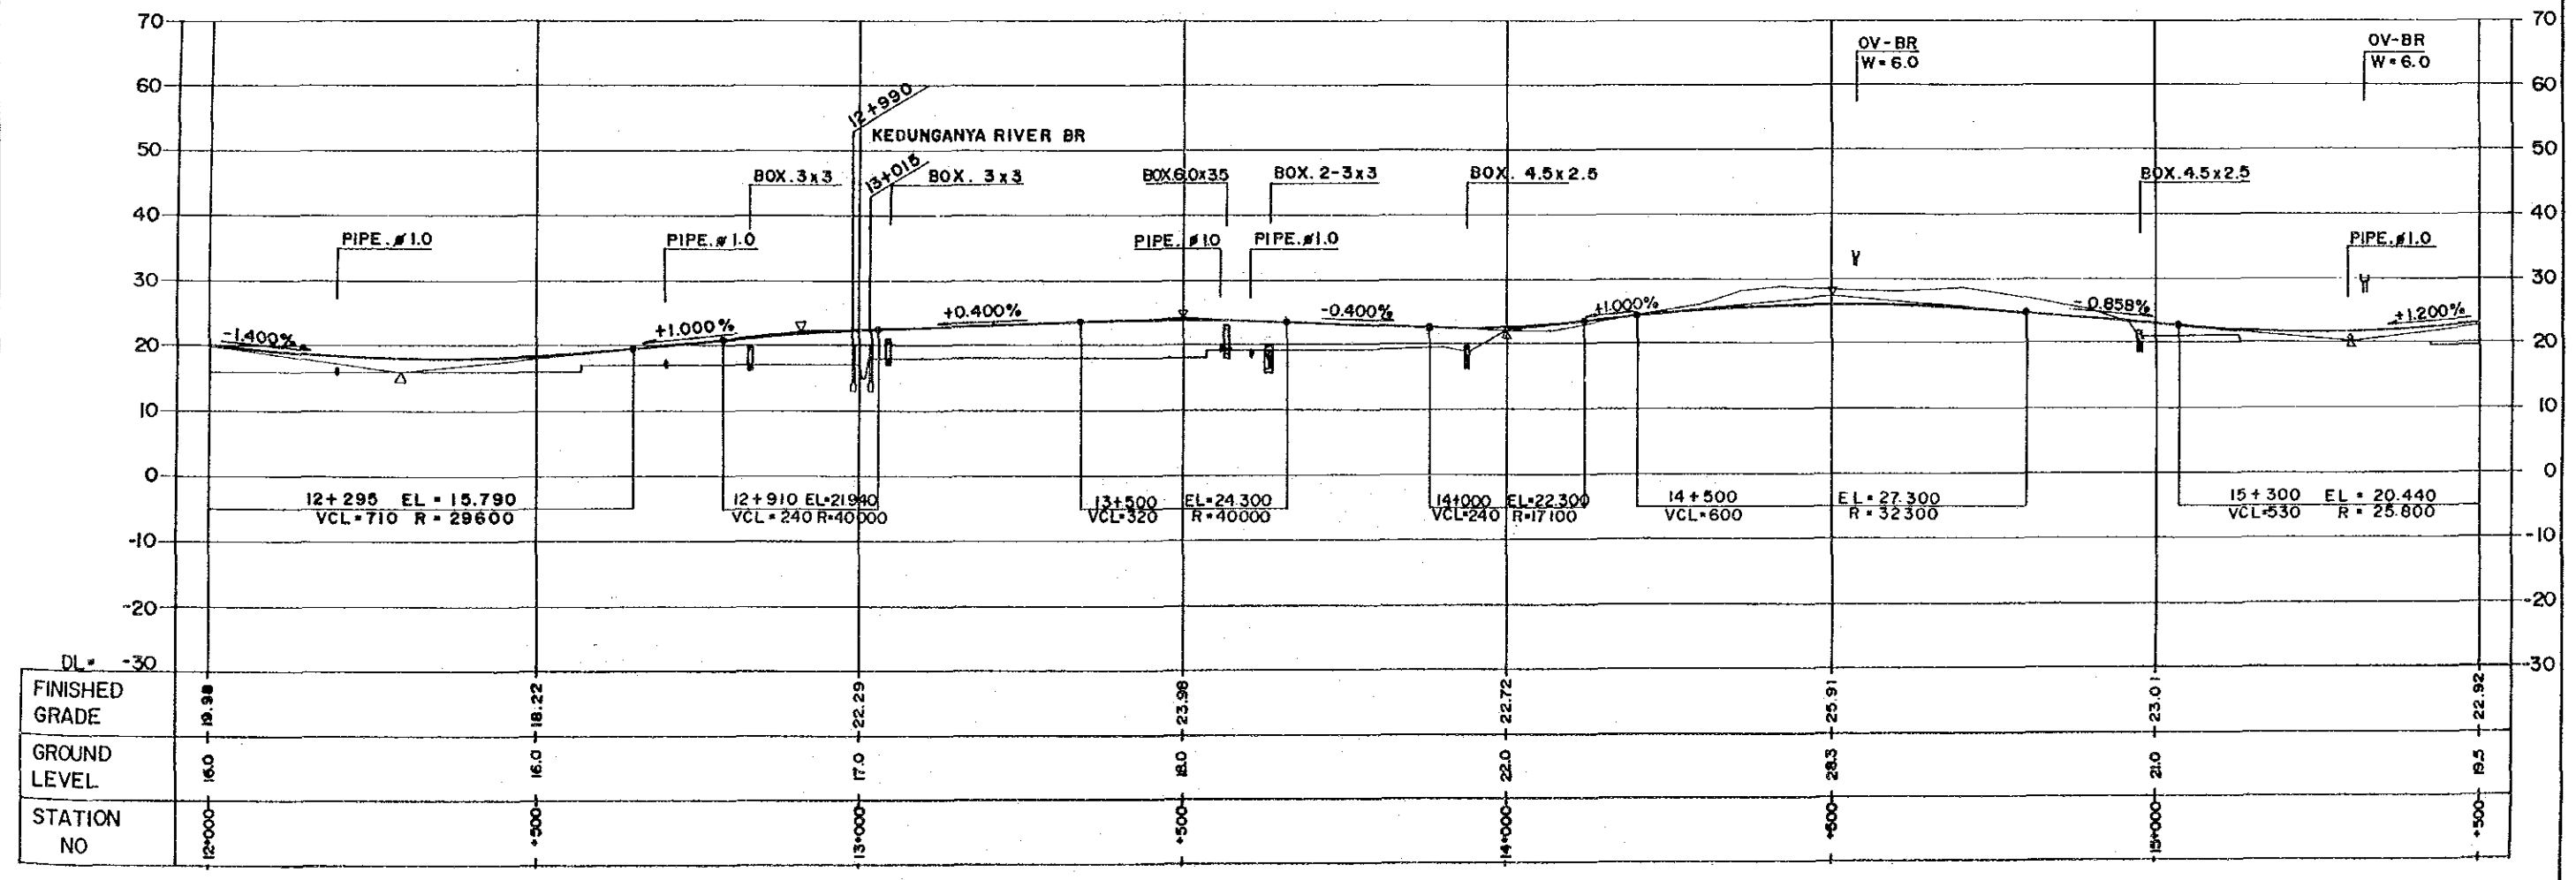 70 70
OV-BR OV-BR
W=6.0 W=6.0
60 60
12+990
KEDUNGANYA RIVER BR
50 50
13+015
BOX.3x3 BOX. 3x3 BOX.6.0x3.5 BOX. 2-3x3 BOX. 4.5x2.5 BOX.4.5x2.5
40 40
PIPE.ø1.0 PIPE.ø1.0 PIPE.ø1.0 PIPE.ø1.0 PIPE.ø1.0
30 30
-1.400% +1.000% +0.400% -0.400% +1.000% -0.858% +1.200%
20 20
10 10
0 0
12+295 EL = 15.790
VCL=710 R = 29600
12+910 EL=21.940
VCL = 240 R=40000
13+500 EL=24.300
VCL=320 R=40000
14+000 EL=22.300
VCL=240 R=17100
14+500 EL=27.300
VCL=600 R=32300
15+300 EL = 20.440
VCL=530 R = 25.800
-10 -10
-20 -20
DL= -30 -30
FINISHED
GRADE
19.98 18.22 22.29 23.98 22.72 25.91 23.01 22.92
GROUND
LEVEL
16.0 16.0 17.0 18.0 22.0 28.3 21.0 19.5
STATION
NO
12+000 +500 13+000 +500 14+000 +500 15+000 +500